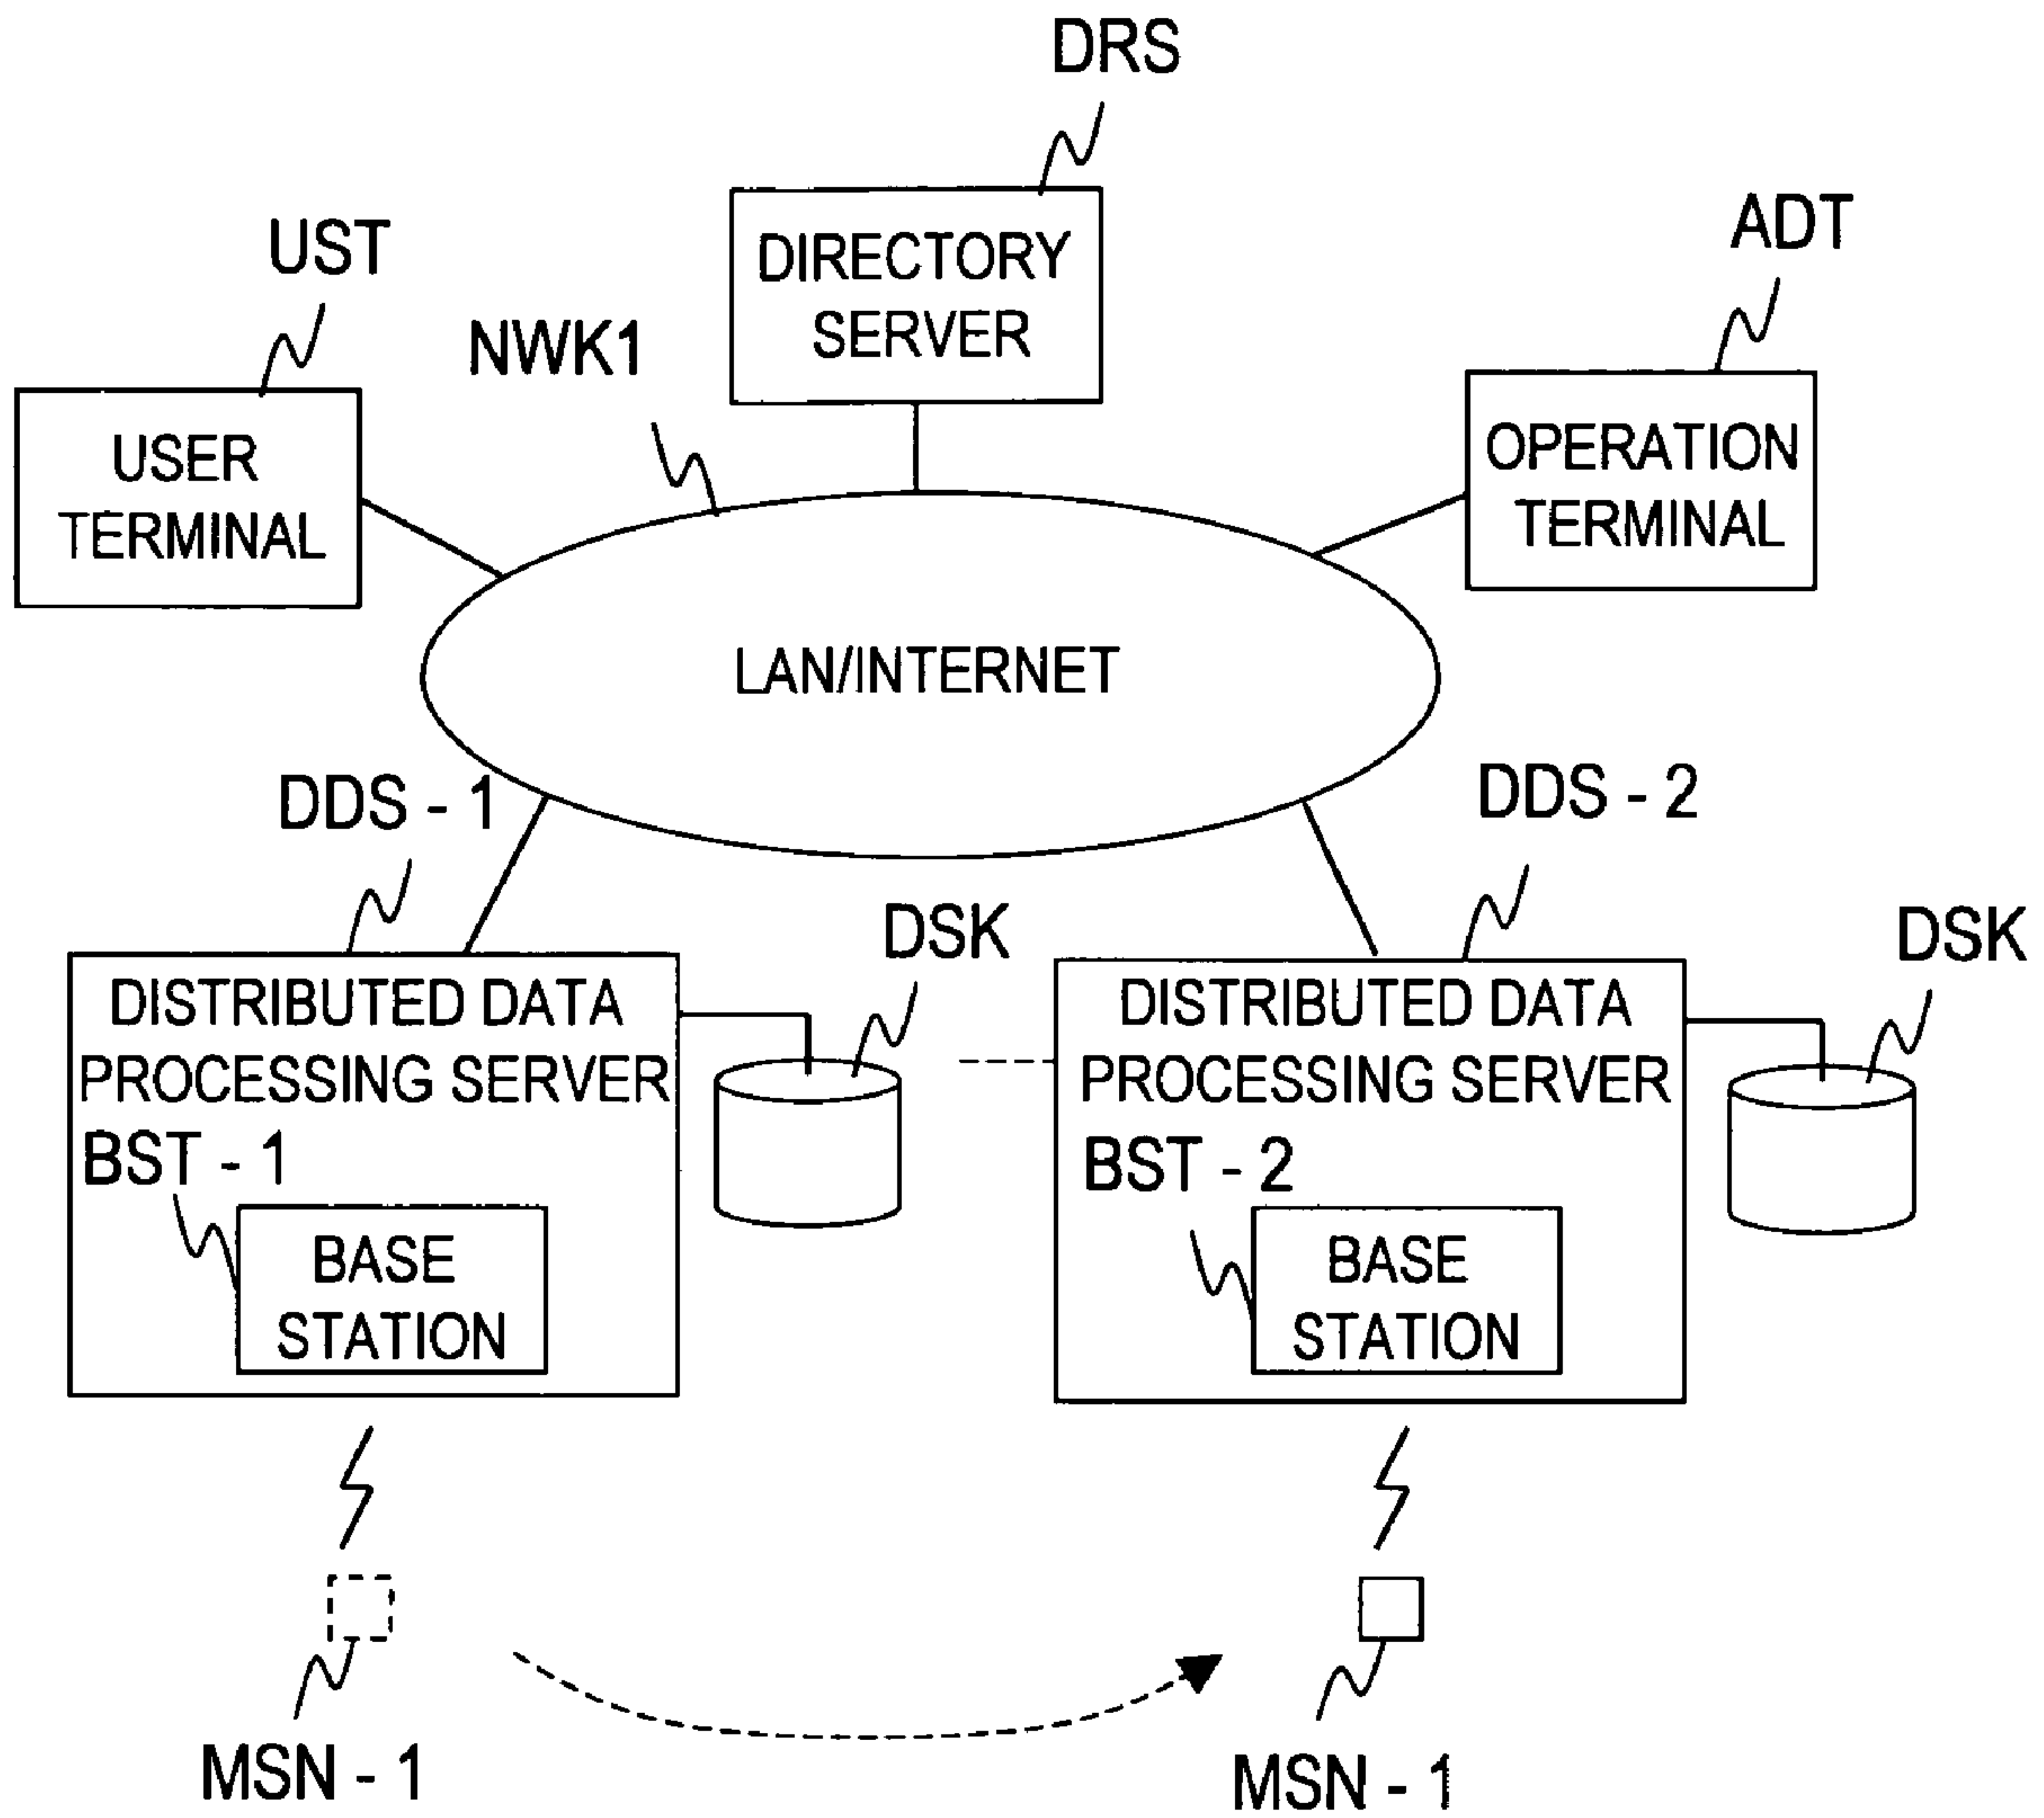 DRS
UST
ADT
DIRECTORY
SERVER
NWK1
USER
TERMINAL
OPERATION
TERMINAL
LAN/INTERNET
DDS - 1
DDS - 2
DSK
DSK
DISTRIBUTED DATA
PROCESSING SERVER
BST - 1
BASE
STATION
DISTRIBUTED DATA
PROCESSING SERVER
BST - 2
BASE
STATION
MSN - 1
MSN - 1